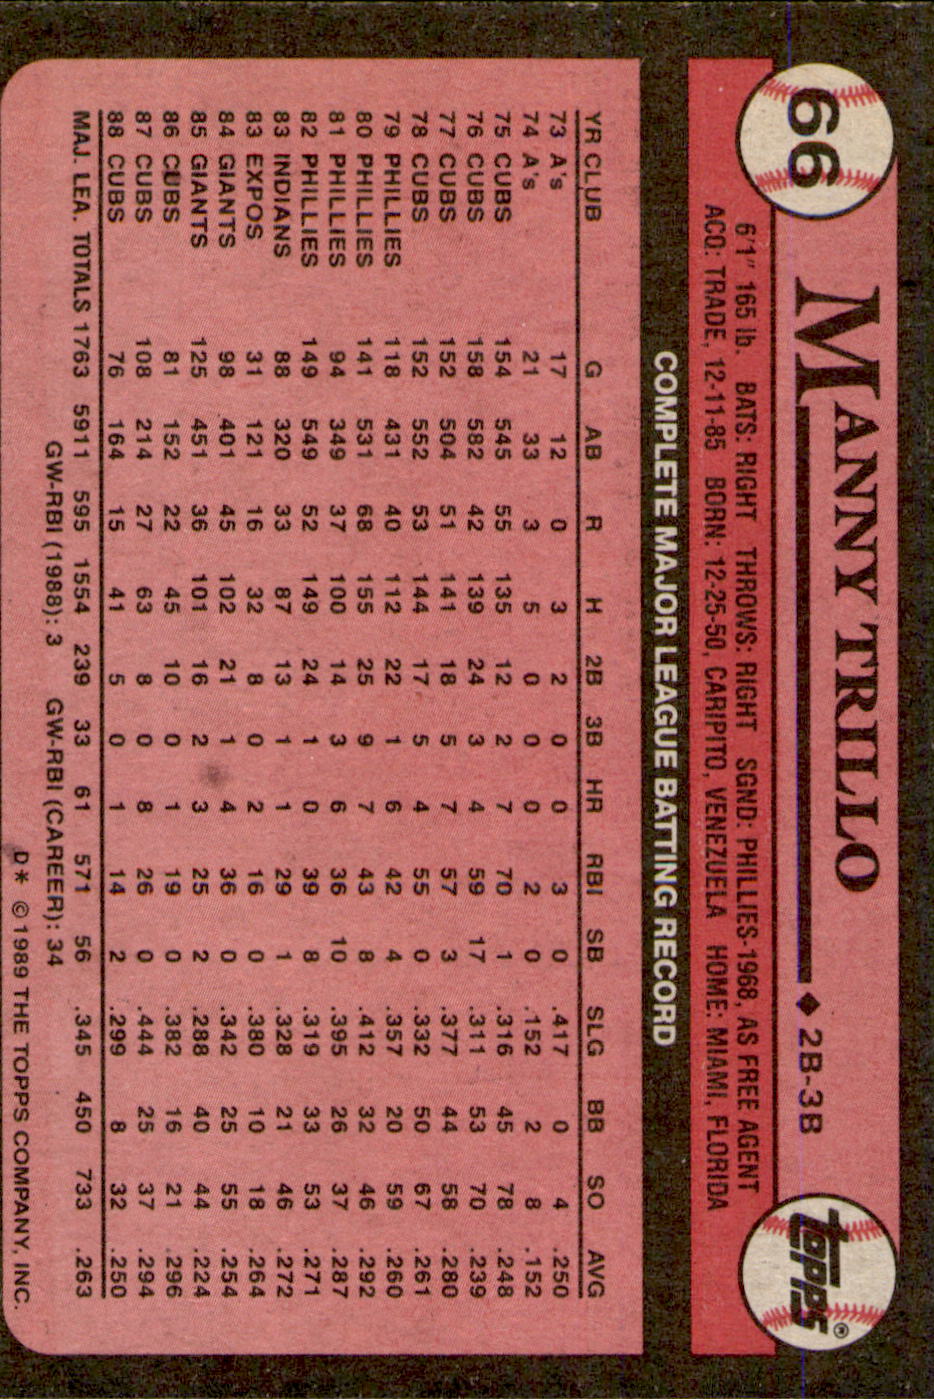 66 MANNY TRILLO ◆ 2B-3B topps®
6'1" 165 lb. BATS: RIGHT THROWS: RIGHT SGND: PHILLIES-1968, AS FREE AGENT
ACQ: TRADE, 12-11-85 BORN: 12-25-50, CARIPITO, VENEZUELA HOME: MIAMI, FLORIDA
COMPLETE MAJOR LEAGUE BATTING RECORD
YR CLUB G AB R H 2B 3B HR RBI SB SLG BB SO AVG
73 A's 17 12 0 3 2 0 0 3 0 .417 0 4 .250
74 A's 21 33 3 5 0 0 0 2 0 .152 2 8 .152
75 CUBS 154 545 55 135 12 2 7 70 1 .316 45 78 .248
76 CUBS 158 582 42 139 24 3 4 59 17 .311 53 70 .239
77 CUBS 152 504 51 141 18 5 7 57 3 .377 44 58 .280
78 CUBS 152 552 53 144 17 5 4 55 0 .332 50 67 .261
79 PHILLIES 118 431 40 112 22 1 6 42 4 .357 20 59 .260
80 PHILLIES 141 531 68 155 25 9 7 43 8 .412 32 46 .292
81 PHILLIES 94 349 37 100 14 3 6 36 10 .395 26 37 .287
82 PHILLIES 149 549 52 149 24 1 0 39 8 .319 33 53 .271
83 INDIANS 88 320 33 87 13 1 1 29 1 .328 21 46 .272
83 EXPOS 31 121 16 32 8 0 2 16 0 .380 10 18 .264
84 GIANTS 98 401 45 102 21 1 4 36 0 .342 25 55 .254
85 GIANTS 125 451 36 101 16 2 3 25 2 .288 40 44 .224
86 CUBS 81 152 22 45 10 0 1 19 0 .382 16 21 .296
87 CUBS 108 214 27 63 8 0 8 26 0 .444 25 37 .294
88 CUBS 76 164 15 41 5 0 1 14 2 .299 8 32 .250
MAJ. LEA. TOTALS 1763 5911 595 1554 239 33 61 571 56 .345 450 733 .263
GW-RBI (1988): 3 GW-RBI (CAREER): 34
D* © 1989 THE TOPPS COMPANY, INC.